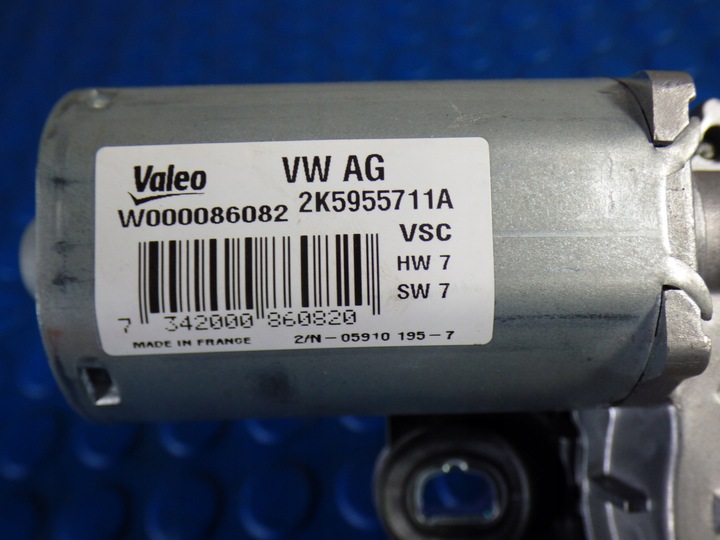 Valeo VW AG
W000086082 2K5955711A
VSC
HW 7
SW 7
7 342000 860820
MADE IN FRANCE 2/N-05910 195-7